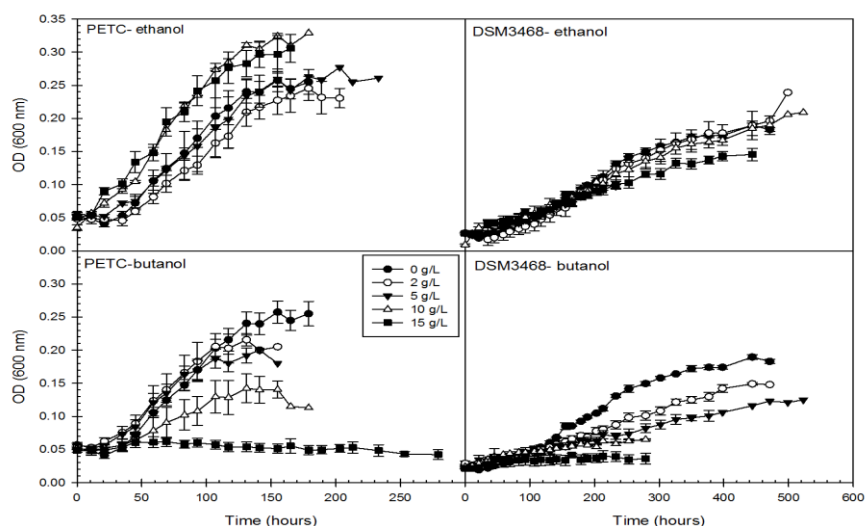 PETC- ethanol
DSM3468- ethanol
OD (600 nm)
0.35
0.30
0.25
0.20
0.15
0.10
0.05
0.00
PETC-butanol
DSM3468- butanol
0 g/L
2 g/L
5 g/L
10 g/L
15 g/L
OD (600 nm)
0.30
0.25
0.20
0.15
0.10
0.05
0.00
0 50 100 150 200 250
0 100 200 300 400 500 600
Time (hours)
Time (hours)